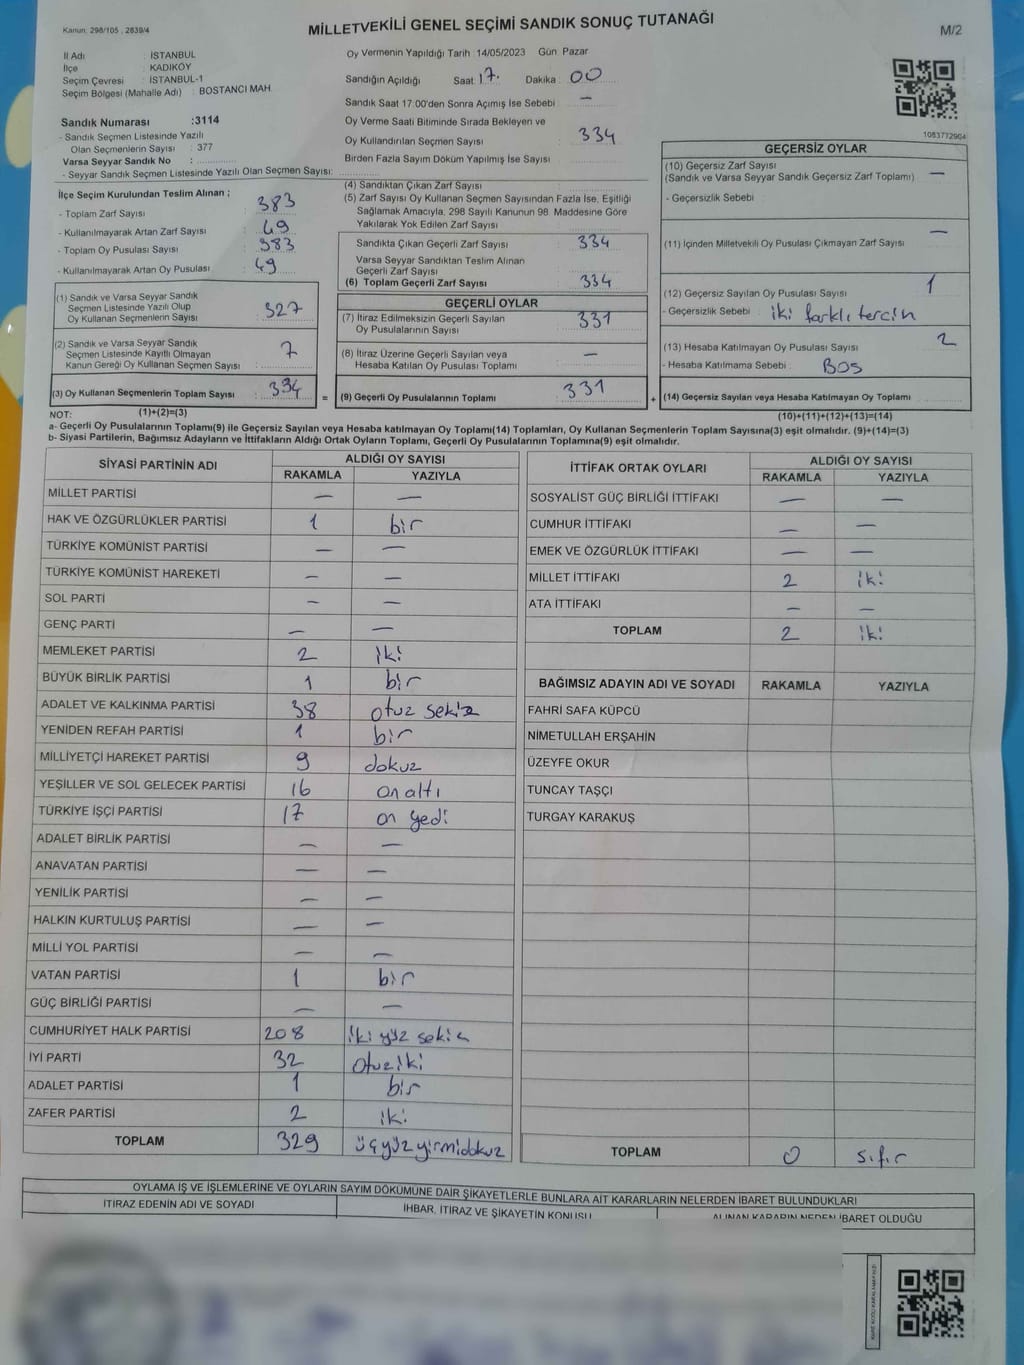 Kanun, 298/105 , 2839/4
MİLLETVEKİLİ GENEL SEÇİMİ SANDIK SONUÇ TUTANAĞI
M/2
İl Adı : İSTANBUL
İlçe : KADIKÖY
Seçim Çevresi : İSTANBUL-1
Seçim Bölgesi (Mahalle Adı) : BOSTANCI MAH.
Sandık Numarası :3114
- Sandık Seçmen Listesinde Yazılı
Olan Seçmenlerin Sayısı : 377
Varsa Seyyar Sandık No :
- Seyyar Sandık Seçmen Listesinde Yazılı Olan Seçmen Sayısı:
Oy Vermenin Yapıldığı Tarih :14/05/2023 Gün Pazar
Sandığın Açıldığı Saat 17. Dakika 00
Sandık Saat 17:00'den Sonra Açımış İse Sebebi : —
Oy Verme Saati Bitiminde Sırada Bekleyen ve
Oy Kullandırılan Seçmen Sayısı : 334
Birden Fazla Sayım Döküm Yapılmış İse Sayısı :
1083772904
İlçe Seçim Kurulundan Teslim Alınan ;
- Toplam Zarf Sayısı : 383
- Kullanılmayarak Artan Zarf Sayısı : 49
- Toplam Oy Pusulası Sayısı : 383
- Kullanılmayarak Artan Oy Pusulası : 49
(1) Sandık ve Varsa Seyyar Sandık
Seçmen Listesinde Yazılı Olup
Oy Kullanan Seçmenlerin Sayısı : 327
(2) Sandık ve Varsa Seyyar Sandık
Seçmen Listesinde Kayıtlı Olmayan
Kanun Gereği Oy Kullanan Seçmen Sayısı : 7
(3) Oy Kullanan Seçmenlerin Toplam Sayısı : 334
(4) Sandıktan Çıkan Zarf Sayısı :
(5) Zarf Sayısı Oy Kullanan Seçmen Sayısından Fazla İse, Eşitliği
Sağlamak Amacıyla, 298 Sayılı Kanunun 98. Maddesine Göre
Yakılarak Yok Edilen Zarf Sayısı :
Sandıkta Çıkan Geçerli Zarf Sayısı : 334
Varsa Seyyar Sandıktan Teslim Alınan
Geçerli Zarf Sayısı :
(6) Toplam Geçerli Zarf Sayısı : 334
GEÇERLİ OYLAR
(7) İtiraz Edilmeksizin Geçerli Sayılan
Oy Pusulalarının Sayısı : 331
(8) İtiraz Üzerine Geçerli Sayılan veya
Hesaba Katılan Oy Pusulası Toplamı : —
= (9) Geçerli Oy Pusulalarının Toplamı : 331 +
GEÇERSİZ OYLAR
(10) Geçersiz Zarf Sayısı : —
(Sandık ve Varsa Seyyar Sandık Geçersiz Zarf Toplamı)
- Geçersizlik Sebebi :
(11) İçinden Milletvekili Oy Pusulası Çıkmayan Zarf Sayısı : —
(12) Geçersiz Sayılan Oy Pusulası Sayısı : 1
- Geçersizlik Sebebi : iki farklı tercin
(13) Hesaba Katılmayan Oy Pusulası Sayısı : 2
- Hesaba Katılmama Sebebi : BOS
(14) Geçersiz Sayılan veya Hesaba Katılmayan Oy Toplamı :
NOT: (1)+(2)=(3) (10)+(11)+(12)+(13)=(14)
a- Geçerli Oy Pusulalarının Toplamı(9) ile Geçersiz Sayılan veya Hesaba katılmayan Oy Toplamı(14) Toplamları, Oy Kullanan Seçmenlerin Toplam Sayısına(3) eşit olmalıdır. (9)+(14)=(3)
b- Siyasi Partilerin, Bağımsız Adayların ve İttifakların Aldığı Ortak Oyların Toplamı, Geçerli Oy Pusulalarının Toplamına(9) eşit olmalıdır.
SİYASİ PARTİNİN ADI ALDIĞI OY SAYISI
RAKAMLA YAZIYLA
MİLLET PARTİSİ — —
HAK VE ÖZGÜRLÜKLER PARTİSİ 1 bir
TÜRKİYE KOMÜNİST PARTİSİ — —
TÜRKİYE KOMÜNİST HAREKETİ — —
SOL PARTİ — —
GENÇ PARTİ — —
MEMLEKET PARTİSİ 2 iki
BÜYÜK BİRLİK PARTİSİ 1 bir
ADALET VE KALKINMA PARTİSİ 38 otuz sekiz
YENİDEN REFAH PARTİSİ 1 bir
MİLLİYETÇİ HAREKET PARTİSİ 9 dokuz
YEŞİLLER VE SOL GELECEK PARTİSİ 16 on altı
TÜRKİYE İŞÇİ PARTİSİ 17 on yedi
ADALET BİRLİK PARTİSİ — —
ANAVATAN PARTİSİ — —
YENİLİK PARTİSİ — —
HALKIN KURTULUŞ PARTİSİ — —
MİLLİ YOL PARTİSİ — —
VATAN PARTİSİ 1 bir
GÜÇ BİRLİĞİ PARTİSİ — —
CUMHURİYET HALK PARTİSİ 208 iki yüz sekiz
İYİ PARTİ 32 otuz iki
ADALET PARTİSİ 1 bir
ZAFER PARTİSİ 2 iki
TOPLAM 329 üçyüz yirmidokuz
İTTİFAK ORTAK OYLARI ALDIĞI OY SAYISI
RAKAMLA YAZIYLA
SOSYALİST GÜÇ BİRLİĞİ İTTİFAKI — —
CUMHUR İTTİFAKI — —
EMEK VE ÖZGÜRLÜK İTTİFAKI — —
MİLLET İTTİFAKI 2 iki
ATA İTTİFAKI — —
TOPLAM 2 iki
BAĞIMSIZ ADAYIN ADI VE SOYADI RAKAMLA YAZIYLA
FAHRİ SAFA KÜPCÜ
NİMETULLAH ERŞAHİN
ÜZEYFE OKUR
TUNCAY TAŞÇI
TURGAY KARAKUŞ
TOPLAM 0 sıfır
OYLAMA İŞ VE İŞLEMLERİNE VE OYLARIN SAYIM DÖKÜMÜNE DAİR ŞİKAYETLERLE BUNLARA AİT KARARLARIN NELERDEN İBARET BULUNDUKLARI
İTİRAZ EDENİN ADI VE SOYADI İHBAR, İTİRAZ VE ŞİKAYETİN KONUSU ALINAN KARARIN NEDEN İBARET OLDUĞU